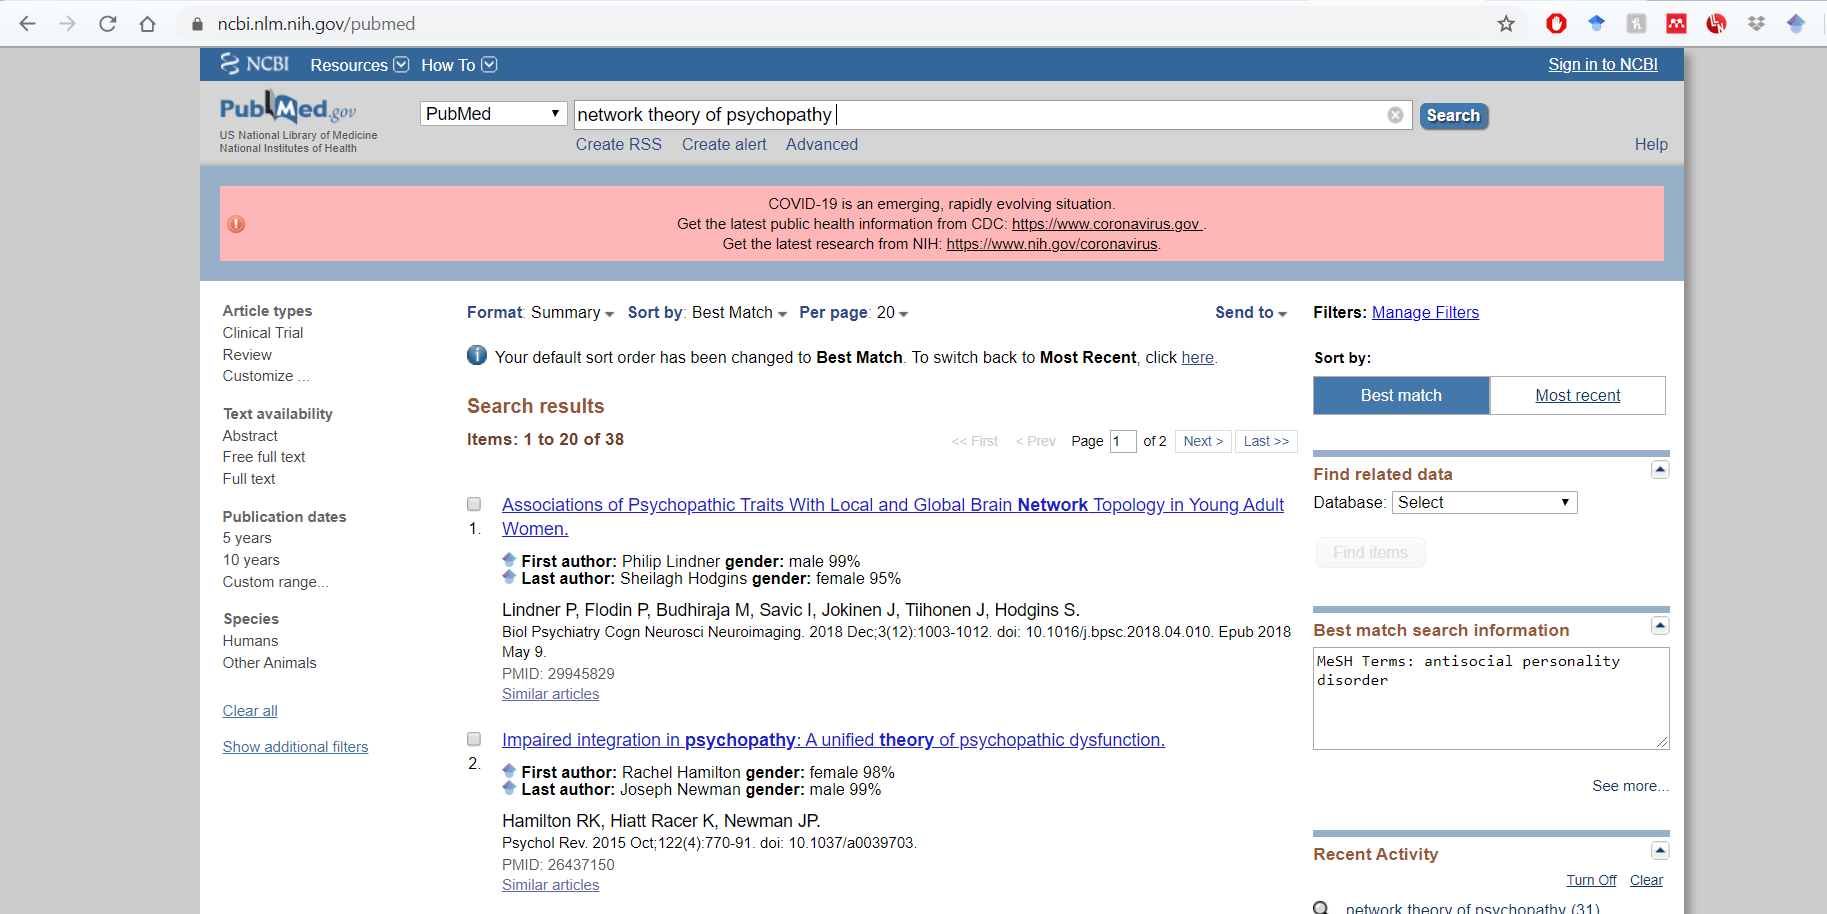 ncbi.nlm.nih.gov/pubmed
NCBI Resources How To Sign in to NCBI
PubMed.gov
US National Library of Medicine
National Institutes of Health
PubMed network theory of psychopathy Search
Create RSS Create alert Advanced Help
COVID-19 is an emerging, rapidly evolving situation.
Get the latest public health information from CDC: https://www.coronavirus.gov .
Get the latest research from NIH: https://www.nih.gov/coronavirus.
Article types
Clinical Trial
Review
Customize ...
Text availability
Abstract
Free full text
Full text
Publication dates
5 years
10 years
Custom range...
Species
Humans
Other Animals
Clear all
Show additional filters
Format: Summary Sort by: Best Match Per page: 20 Send to
Your default sort order has been changed to Best Match. To switch back to Most Recent, click here.
Search results
Items: 1 to 20 of 38
<< First < Prev Page 1 of 2 Next > Last >>
1. Associations of Psychopathic Traits With Local and Global Brain Network Topology in Young Adult
Women.
First author: Philip Lindner gender: male 99%
Last author: Sheilagh Hodgins gender: female 95%
Lindner P, Flodin P, Budhiraja M, Savic I, Jokinen J, Tiihonen J, Hodgins S.
Biol Psychiatry Cogn Neurosci Neuroimaging. 2018 Dec;3(12):1003-1012. doi: 10.1016/j.bpsc.2018.04.010. Epub 2018
May 9.
PMID: 29945829
Similar articles
2. Impaired integration in psychopathy: A unified theory of psychopathic dysfunction.
First author: Rachel Hamilton gender: female 98%
Last author: Joseph Newman gender: male 99%
Hamilton RK, Hiatt Racer K, Newman JP.
Psychol Rev. 2015 Oct;122(4):770-91. doi: 10.1037/a0039703.
PMID: 26437150
Similar articles
Filters: Manage Filters
Sort by:
Best match Most recent
Find related data
Database: Select
Find items
Best match search information
MeSH Terms: antisocial personality
disorder
See more...
Recent Activity
Turn Off Clear
network theory of psychopathy (31)